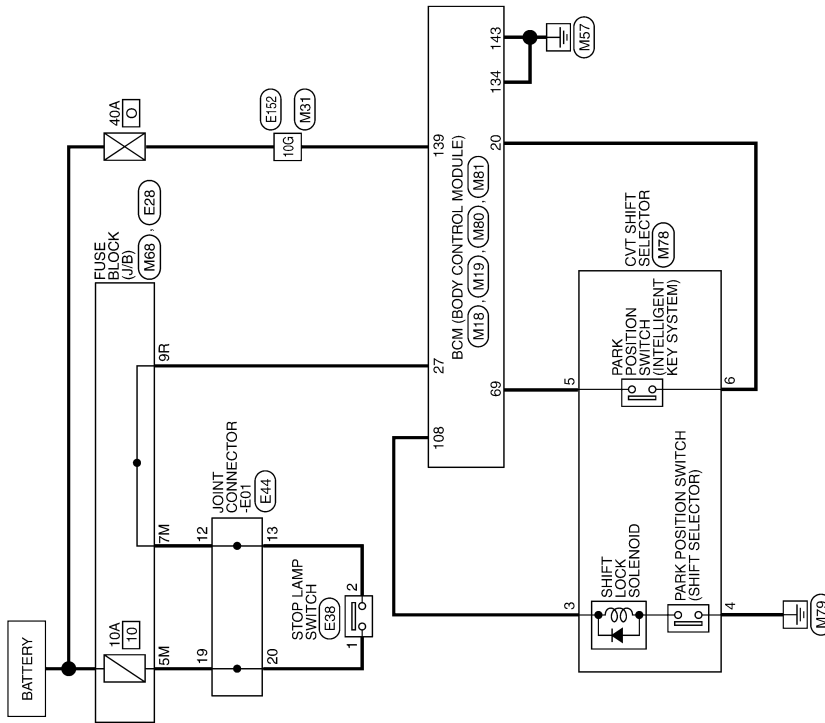 BATTERY
10A
10
5M
7M
9R
FUSE
BLOCK
(J/B)
M68 , E28
40A
O
E152
M31
10G
19
12
20
13
JOINT
CONNECTOR
-E01
E44
STOP LAMP
SWITCH
E38
1
2
108
27
139
69
20
134
143
BCM (BODY CONTROL MODULE)
M18 , M19 , M80 , M81
M57
CVT SHIFT
SELECTOR
M78
3
5
4
6
SHIFT
LOCK
SOLENOID
PARK POSITION SWITCH
(SHIFT SELECTOR)
PARK
POSITION
SWITCH
(INTELLIGENT
KEY SYSTEM)
M79